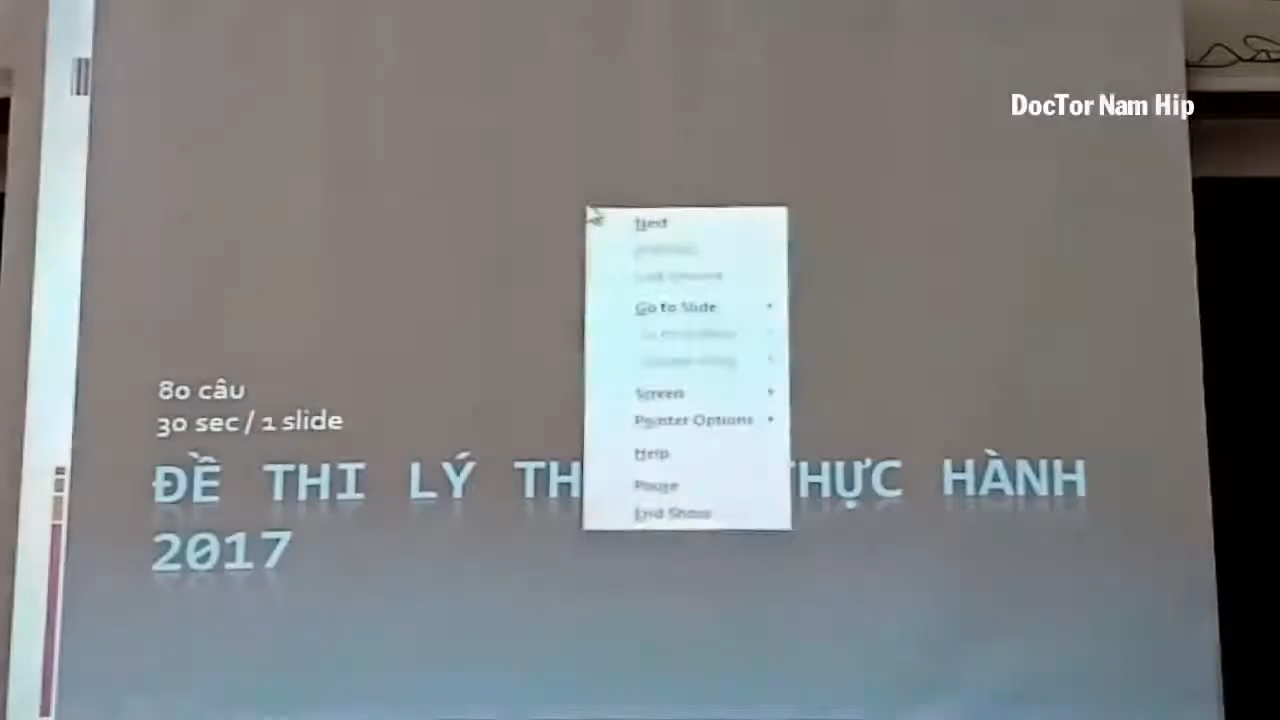 DocTor Nam Hip
Next
Go to Slide
Screen
Pointer Options
Help
Pause
End Show
80 câu
30 sec / 1 slide
ĐỀ THI LÝ TH THỰC HÀNH
2017